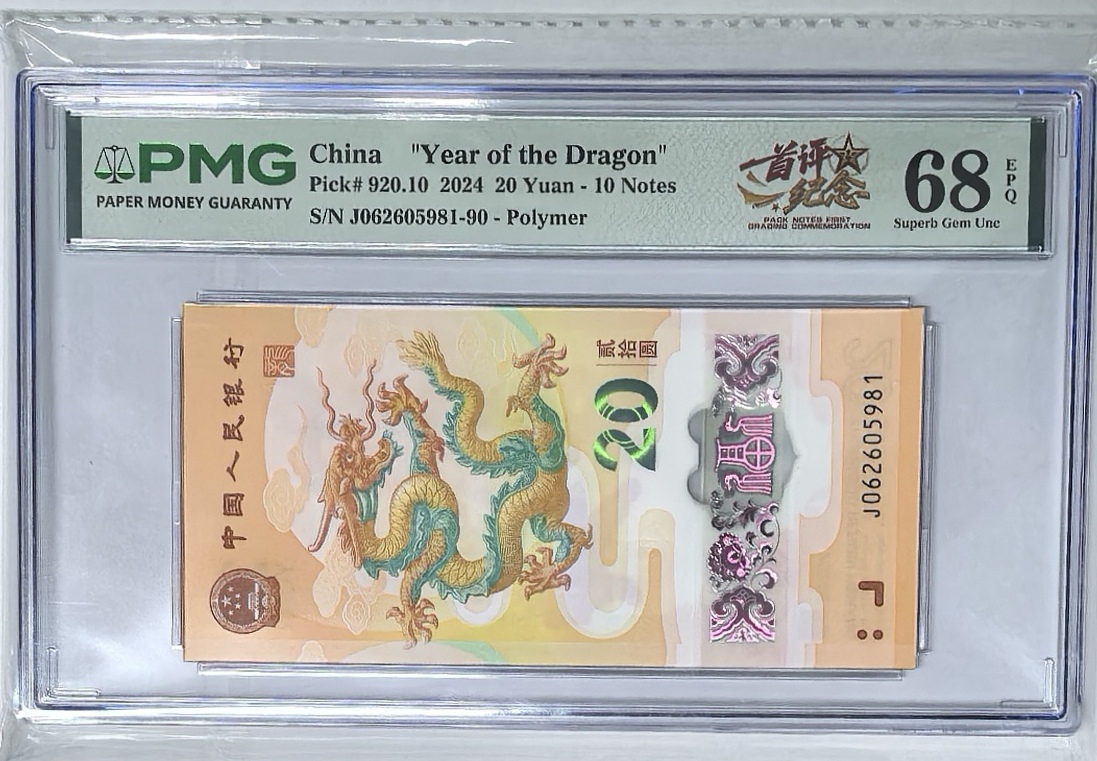 PMG
PAPER MONEY GUARANTY
China "Year of the Dragon"
Pick# 920.10 2024 20 Yuan - 10 Notes
S/N J062605981-90 - Polymer
首评纪念
PACK NOTES FIRST
GRADING COMMEMORATION
68
EPQ
Superb Gem Unc
中国人民银行
贰拾圆
20
J062605981